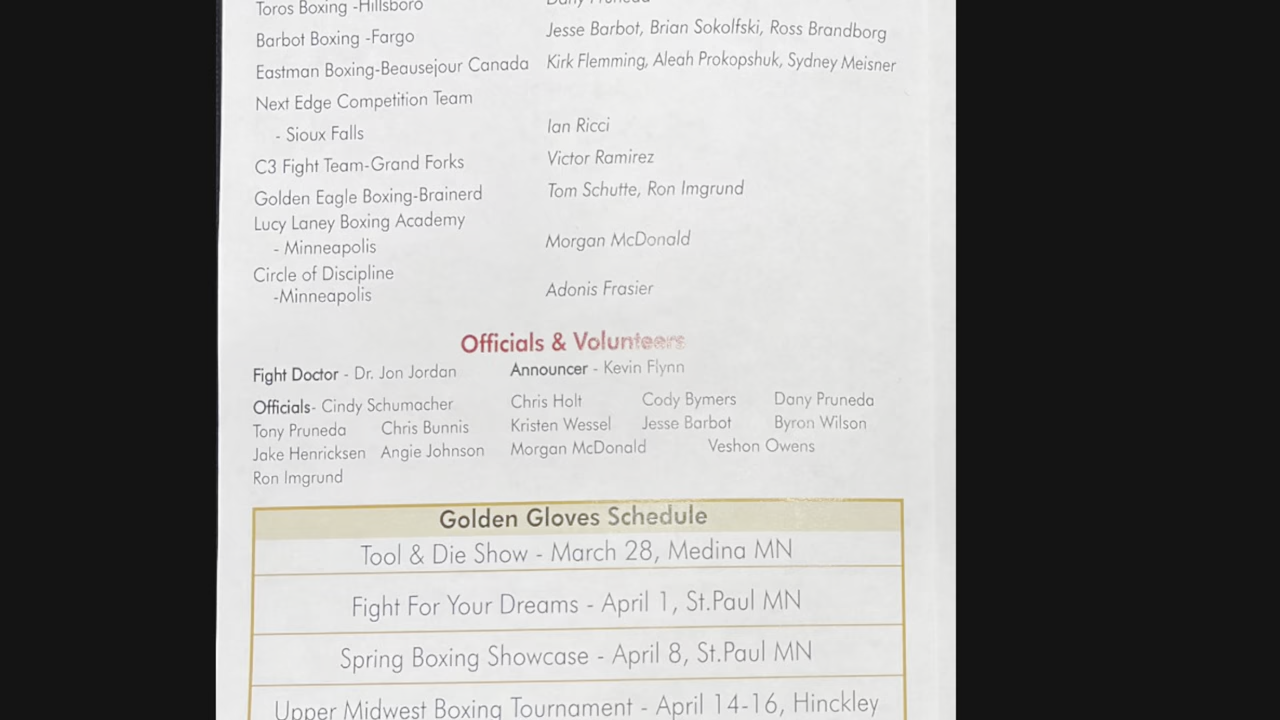 Toros Boxing -Hillsboro Dany Pruneda
Barbot Boxing -Fargo Jesse Barbot, Brian Sokolfski, Ross Brandborg
Eastman Boxing-Beausejour Canada Kirk Flemming, Aleah Prokopshuk, Sydney Meisner
Next Edge Competition Team
- Sioux Falls Ian Ricci
C3 Fight Team-Grand Forks Victor Ramirez
Golden Eagle Boxing-Brainerd Tom Schutte, Ron Imgrund
Lucy Laney Boxing Academy
- Minneapolis Morgan McDonald
Circle of Discipline
-Minneapolis Adonis Frasier
Officials & Volunteers
Fight Doctor - Dr. Jon Jordan Announcer - Kevin Flynn
Officials- Cindy Schumacher Chris Holt Cody Bymers Dany Pruneda
Tony Pruneda Chris Bunnis Kristen Wessel Jesse Barbot Byron Wilson
Jake Henricksen Angie Johnson Morgan McDonald Veshon Owens
Ron Imgrund
Golden Gloves Schedule
Tool & Die Show - March 28, Medina MN
Fight For Your Dreams - April 1, St.Paul MN
Spring Boxing Showcase - April 8, St.Paul MN
Upper Midwest Boxing Tournament - April 14-16, Hinckley